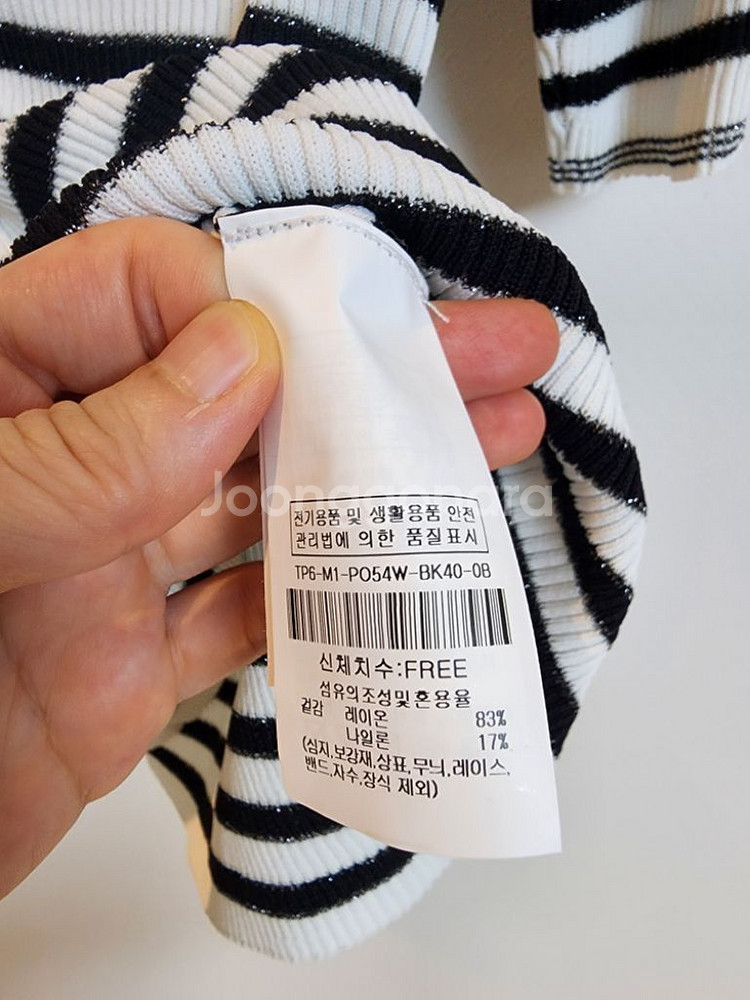 Joonggonara
전기용품 및 생활용품 안전
관리법에 의한 품질표시
TP6-M1-PO54W-BK40-0B
신체치수:FREE
섬유의조성및혼용율
겉감 레이온 83%
나일론 17%
(심지,보강재,상표,무늬,레이스,
밴드,자수,장식 제외)